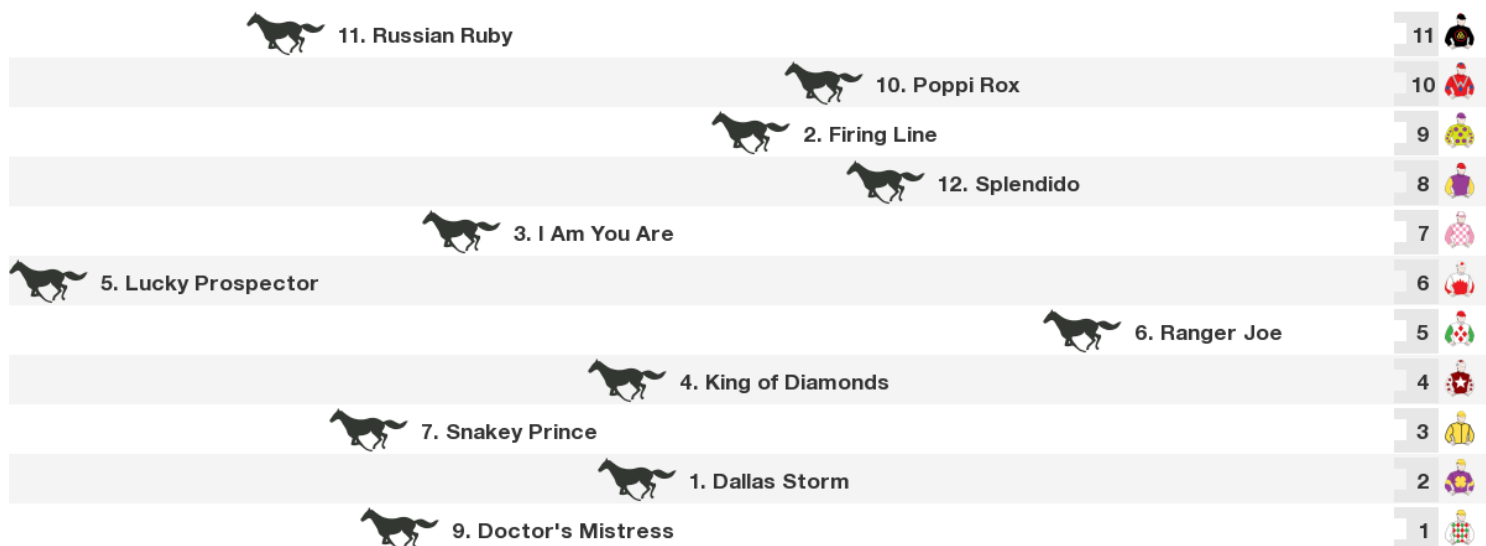 11. Russian Ruby 11
10. Poppi Rox 10
2. Firing Line 9
12. Splendido 8
3. I Am You Are 7
5. Lucky Prospector 6
6. Ranger Joe 5
4. King of Diamonds 4
7. Snakey Prince 3
1. Dallas Storm 2
9. Doctor's Mistress 1